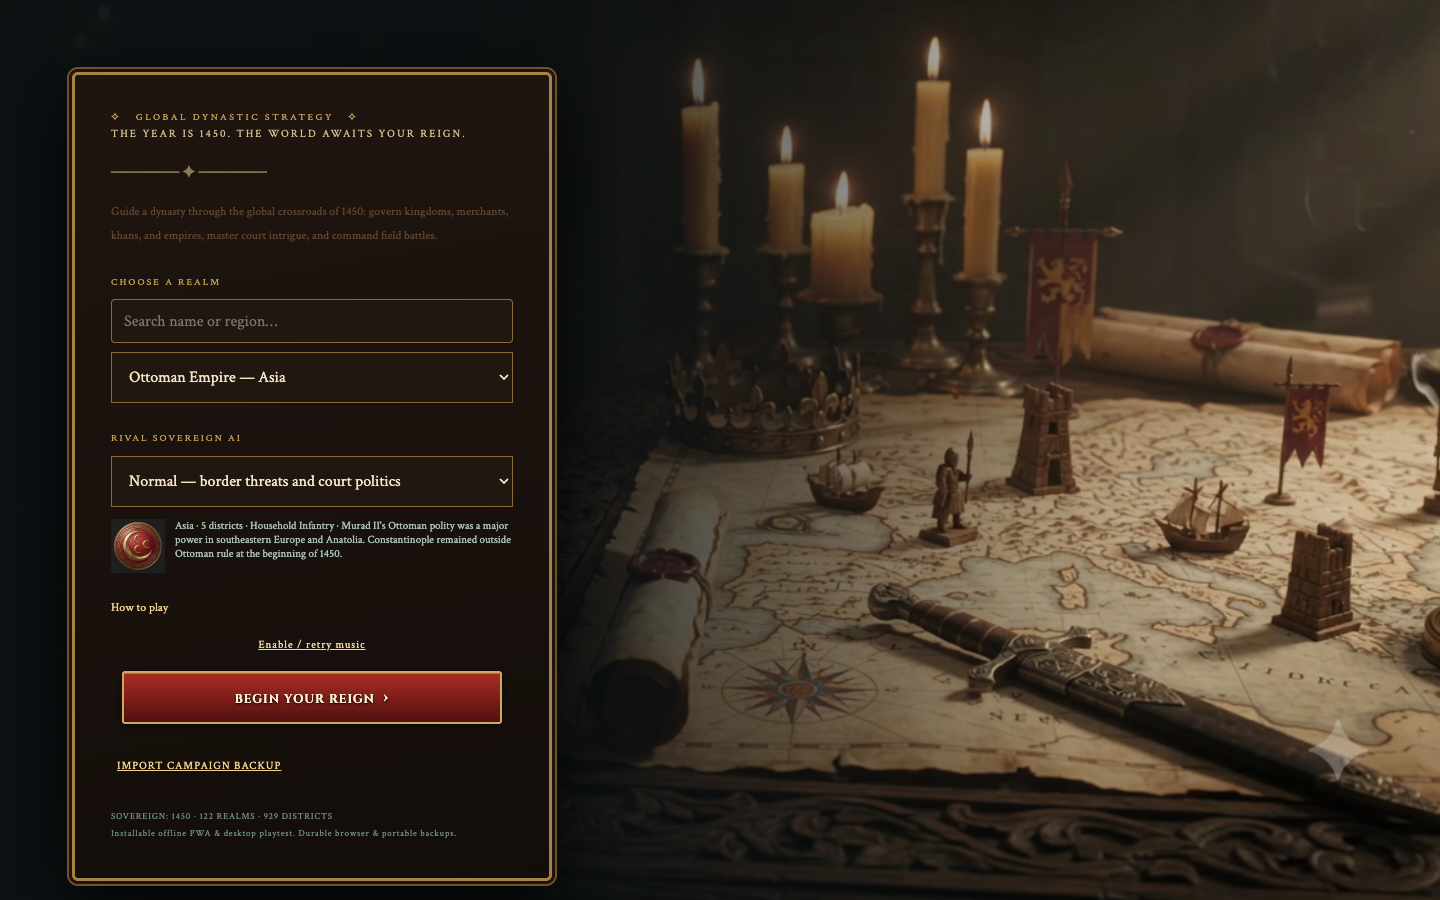 ✧ GLOBAL DYNASTIC STRATEGY ✧
THE YEAR IS 1450. THE WORLD AWAITS YOUR REIGN.
Guide a dynasty through the global crossroads of 1450: govern kingdoms, merchants,
khans, and empires, master court intrigue, and command field battles.
CHOOSE A REALM
Search name or region…
Ottoman Empire — Asia
RIVAL SOVEREIGN AI
Normal — border threats and court politics
Asia · 5 districts · Household Infantry · Murad II's Ottoman polity was a major
power in southeastern Europe and Anatolia. Constantinople remained outside
Ottoman rule at the beginning of 1450.
How to play
Enable / retry music
BEGIN YOUR REIGN ›
IMPORT CAMPAIGN BACKUP
SOVEREIGN: 1450 · 122 REALMS · 929 DISTRICTS
Installable offline PWA & desktop playtest. Durable browser & portable backups.